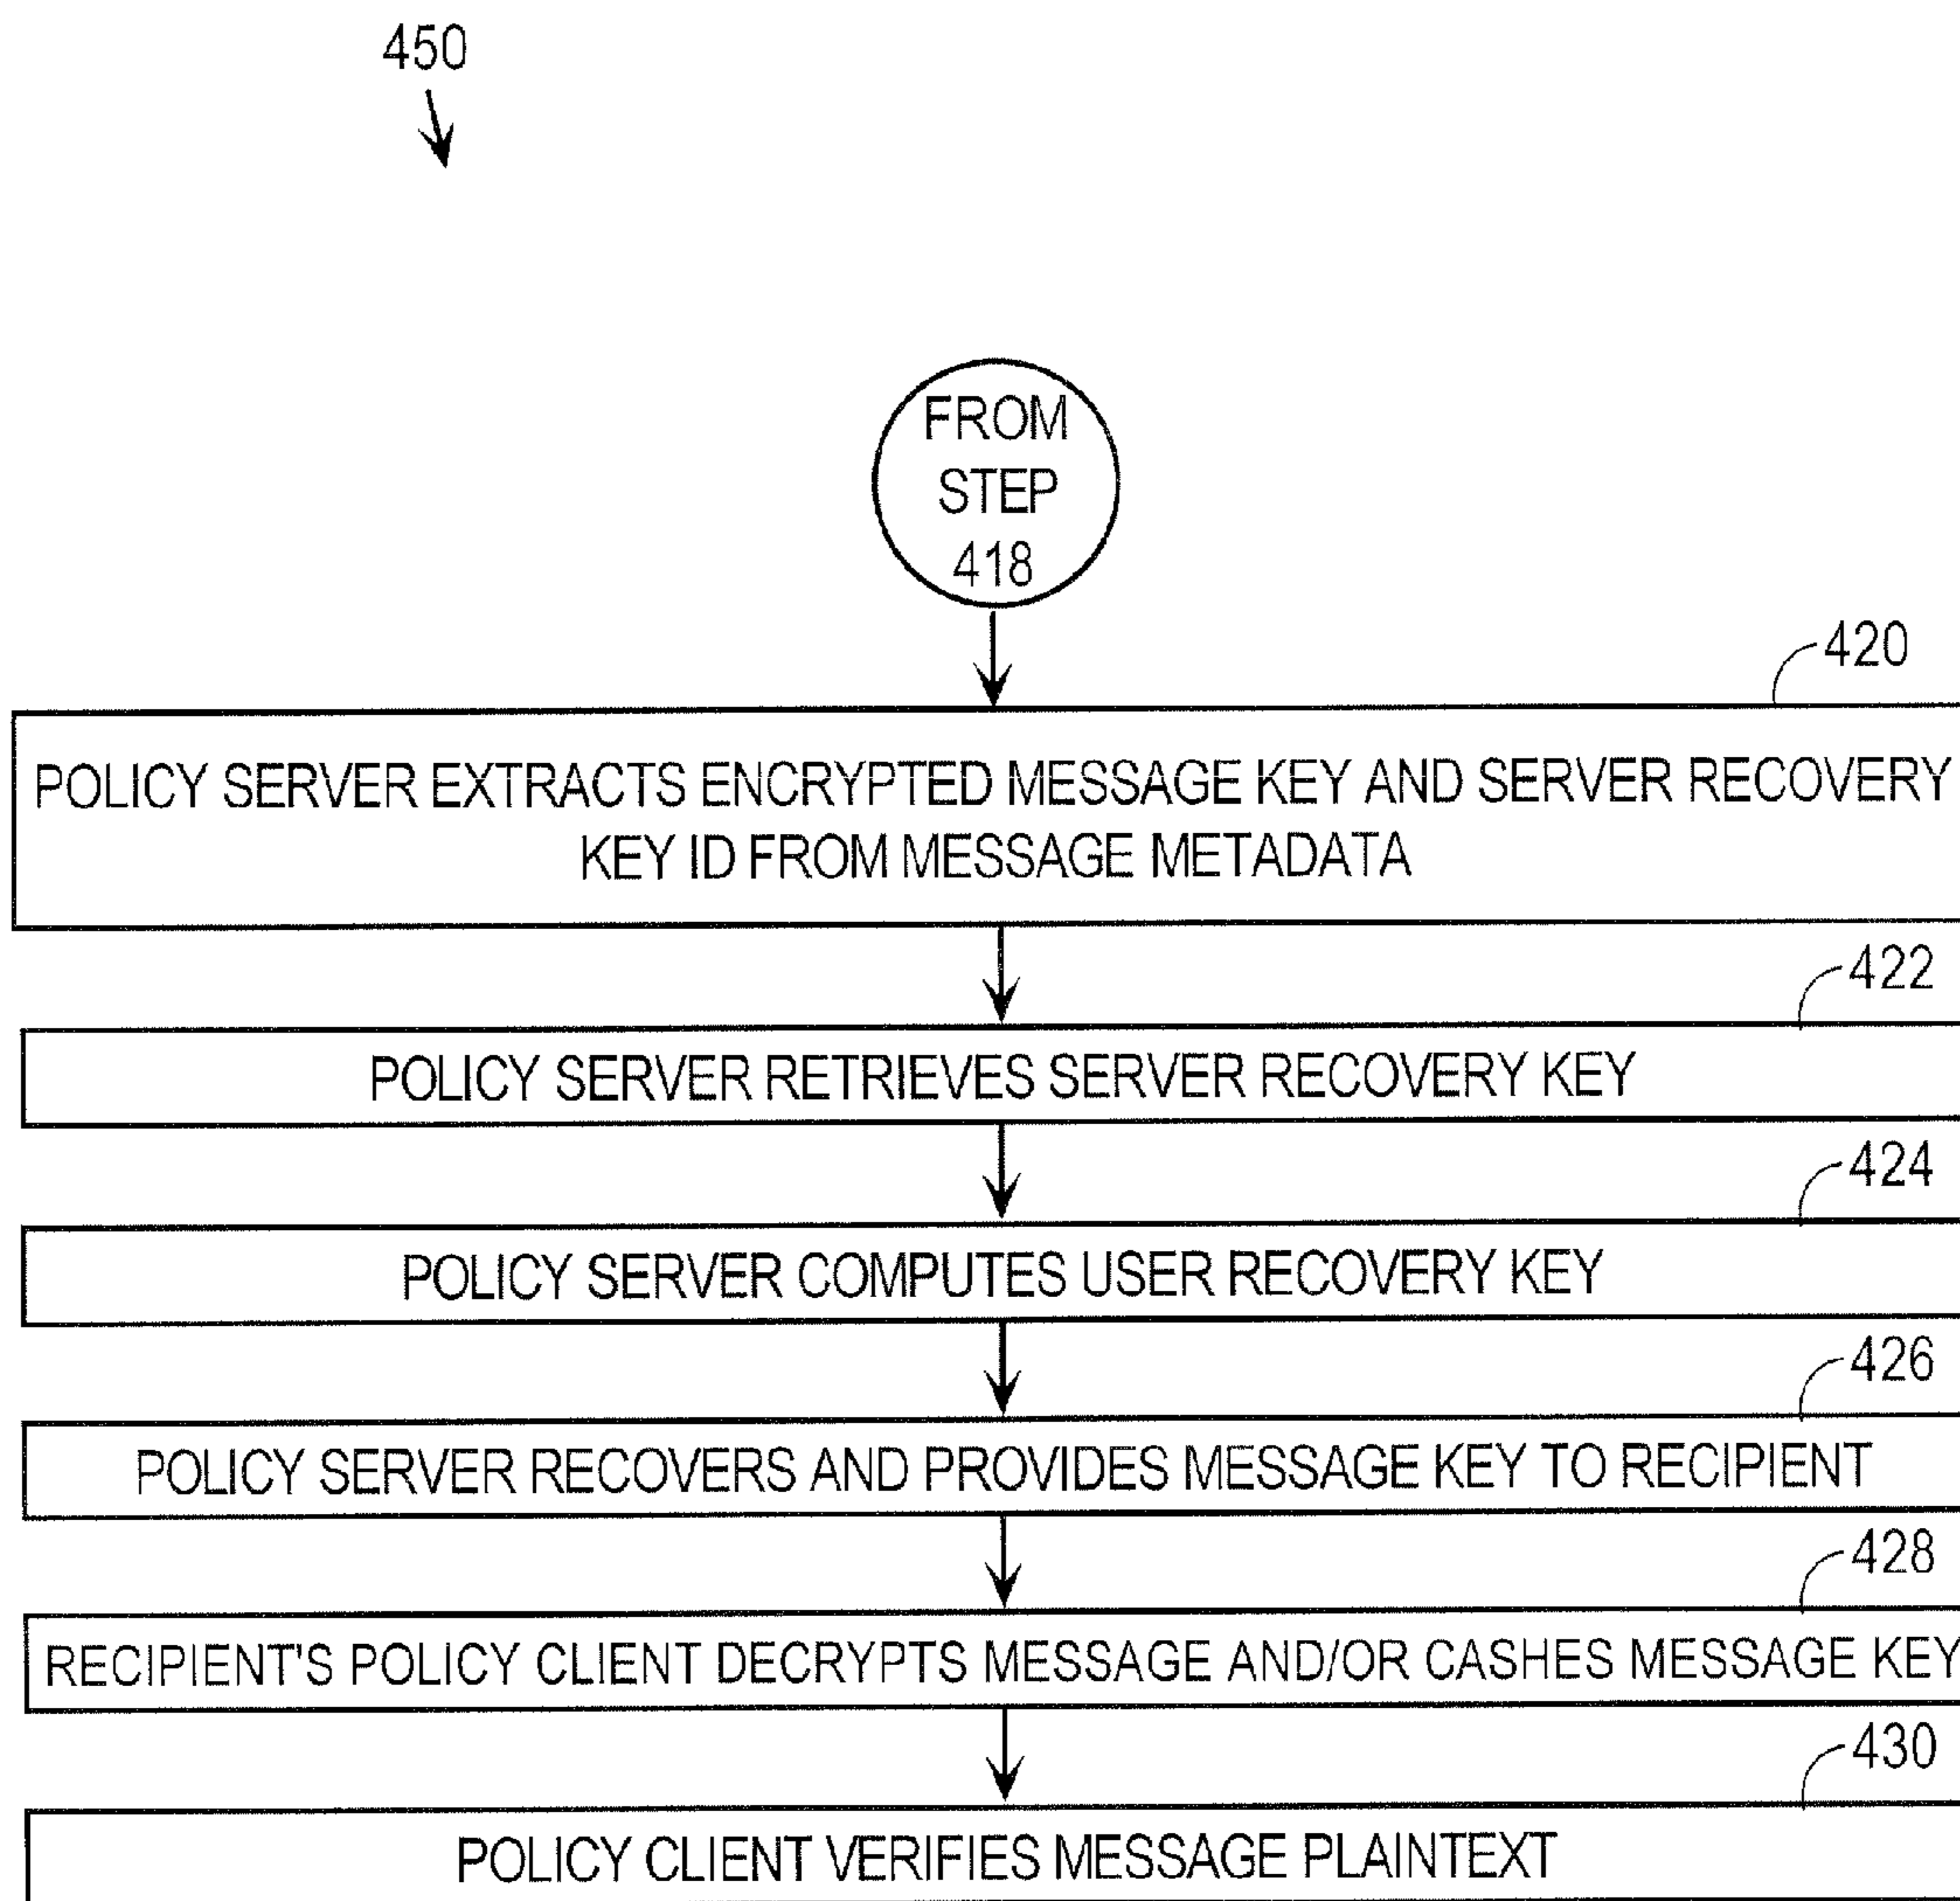 450
FROM
STEP
418
420
POLICY SERVER EXTRACTS ENCRYPTED MESSAGE KEY AND SERVER RECOVERY
KEY ID FROM MESSAGE METADATA
422
POLICY SERVER RETRIEVES SERVER RECOVERY KEY
424
POLICY SERVER COMPUTES USER RECOVERY KEY
426
POLICY SERVER RECOVERS AND PROVIDES MESSAGE KEY TO RECIPIENT
428
RECIPIENT'S POLICY CLIENT DECRYPTS MESSAGE AND/OR CASHES MESSAGE KEY
430
POLICY CLIENT VERIFIES MESSAGE PLAINTEXT